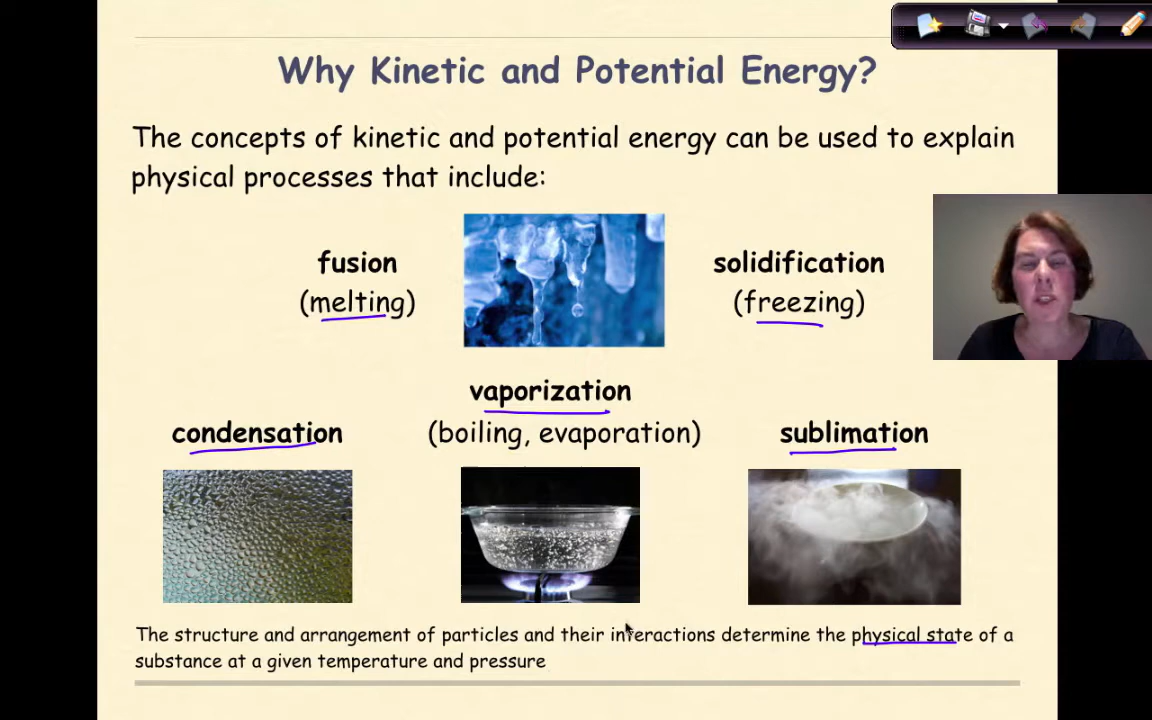 Why Kinetic and Potential Energy?
The concepts of kinetic and potential energy can be used to explain
physical processes that include:
fusion
(melting)
solidification
(freezing)
vaporization
(boiling, evaporation)
condensation
sublimation
The structure and arrangement of particles and their interactions determine the physical state of a
substance at a given temperature and pressure